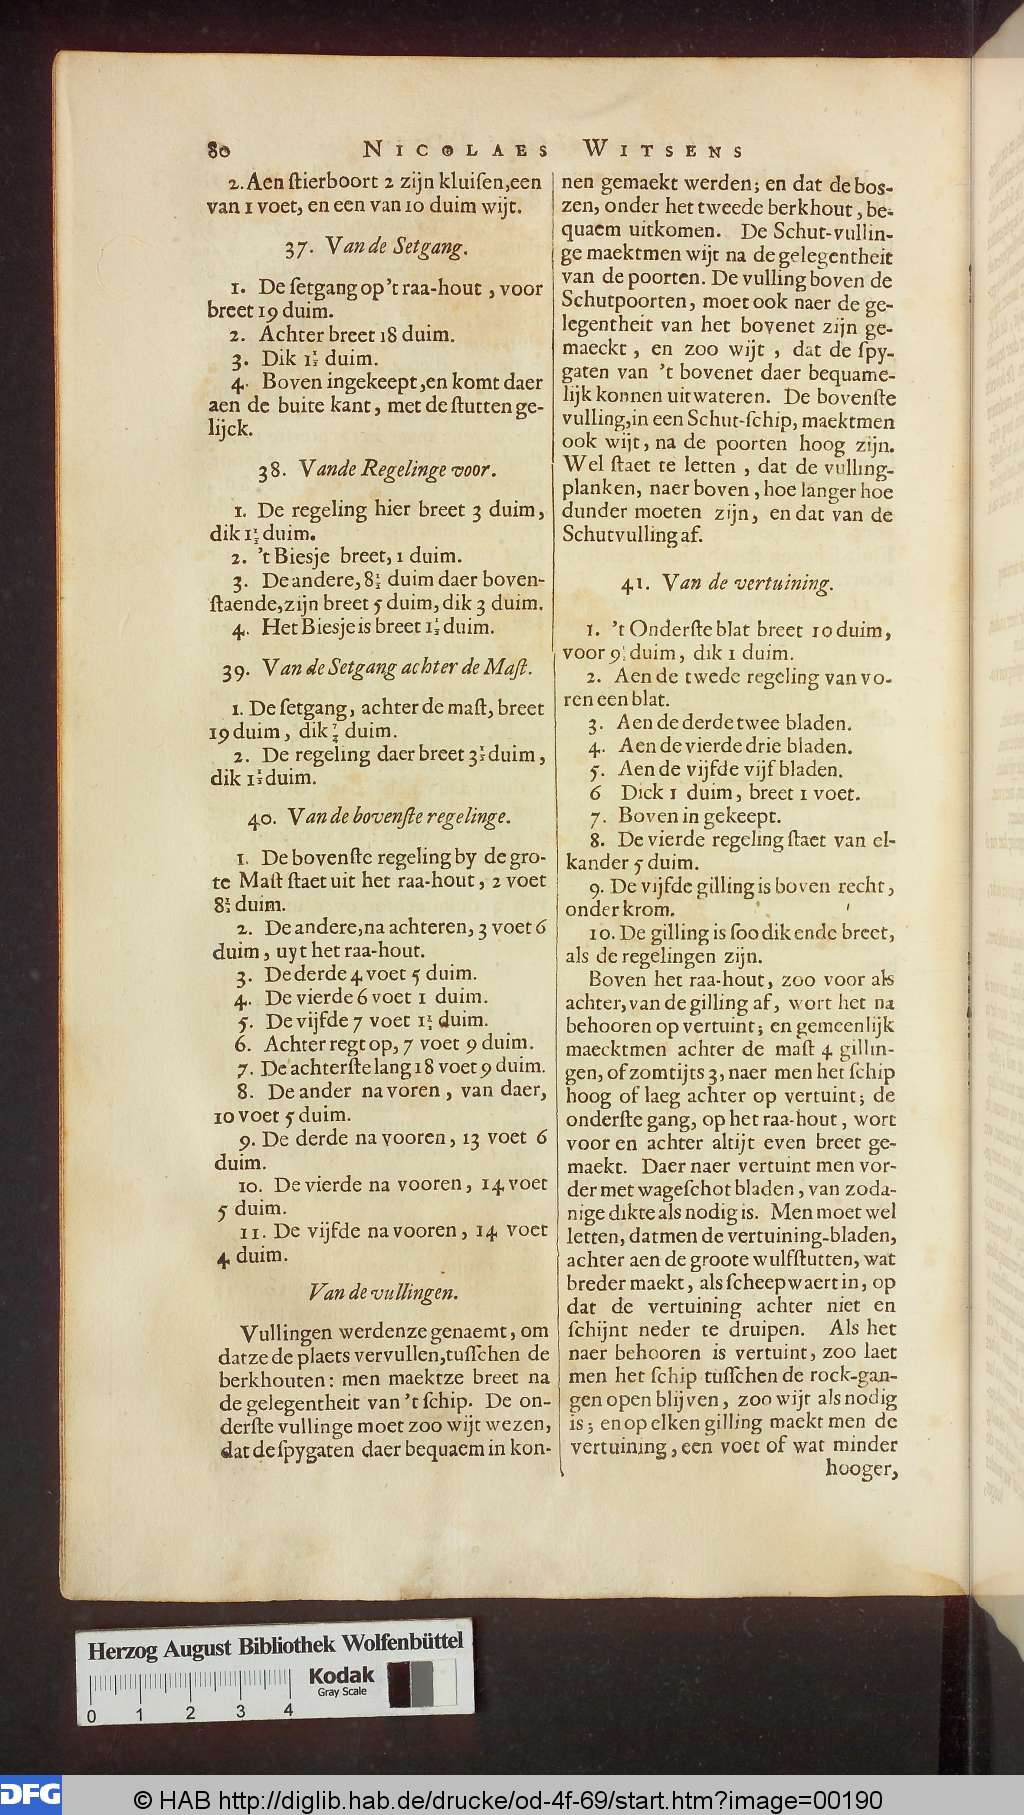 80 NICOLAES WITSENS
2. Aen ſtierboort 2 zijn kluiſen, een
van 1 voet, en een van 10 duim wijt.
37. Van de Setgang.
1. De ſetgang op 't raa-hout, voor
breet 19 duim.
2. Achter breet 18 duim.
3. Dik 1½ duim.
4. Boven ingekeept, en komt daer
aen de buite kant, met de ſtutten ge-
lijck.
38. Vande Regelinge voor.
1. De regeling hier breet 3 duim,
dik 1½ duim.
2. 't Biesje breet, 1 duim.
3. De andere, 8½ duim daer boven-
ſtaende, zijn breet 5 duim, dik 3 duim.
4. Het Biesje is breet 1½ duim.
39. Van de Setgang achter de Maſt.
1. De ſetgang, achter de maſt, breet
19 duim, dik duim.
2. De regeling daer breet 3½ duim,
dik 1½ duim.
40. Van de bovenſte regelinge.
1. De bovenſte regeling by de gro-
te Maſt ſtaet uit het raa-hout, 2 voet
8½ duim.
2. De andere, na achteren, 3 voet 6
duim, uyt het raa-hout.
3. De derde 4 voet 5 duim.
4. De vierde 6 voet 1 duim.
5. De vijfde 7 voet 1½ duim.
6. Achter regt op, 7 voet 9 duim.
7. De achterſte lang 18 voet 9 duim.
8. De ander na voren, van daer,
10 voet 5 duim.
9. De derde na vooren, 13 voet 6
duim.
10. De vierde na vooren, 14 voet
5 duim.
11. De vijfde na vooren, 14 voet
4 duim.
Van de vullingen.
Vullingen werdenze genaemt, om
datze de plaets vervullen, tuſſchen de
berkhouten: men maektze breet na
de gelegentheit van 't ſchip. De on-
derſte vullinge moet zoo wijt wezen,
dat de ſpygaten daer bequaem in kon-
nen gemaekt werden; en dat de bos-
zen, onder het tweede berkhout, be-
quaem uitkomen. De Schut-vullin-
ge maektmen wijt na de gelegentheit
van de poorten. De vulling boven de
Schutpoorten, moet ook naer de ge-
legentheit van het bovenet zijn ge-
maeckt, en zoo wijt, dat de ſpy-
gaten van 't bovenet daer bequame-
lijk konnen uitwateren. De bovenſte
vulling, in een Schut-ſchip, maektmen
ook wijt, na de poorten hoog zijn.
Wel ſtaet te letten, dat de vulling-
planken, naer boven, hoe langer hoe
dunder moeten zijn, en dat van de
Schutvulling af.
41. Van de vertuining.
1. 't Onderſte blat breet 10 duim,
voor 9½ duim, dik 1 duim.
2. Aen de twede regeling van vo-
ren een blat.
3. Aen de derde twee bladen.
4. Aen de vierde drie bladen.
5. Aen de vijfde vijf bladen.
6 Dick 1 duim, breet 1 voet.
7. Boven in gekeept.
8. De vierde regeling ſtaet van el-
kander 5 duim.
9. De vijfde gilling is boven recht,
onder krom.
10. De gilling is ſoo dik ende breet,
als de regelingen zijn.
Boven het raa-hout, zoo voor als
achter, van de gilling af, wort het na
behooren op vertuint; en gemeenlijk
maecktmen achter de maſt 4 gillin-
gen, of zomtijts 3, naer men het ſchip
hoog of laeg achter op vertuint; de
onderſte gang, op het raa-hout, wort
voor en achter altijt even breet ge-
maekt. Daer naer vertuint men vor-
der met wageſchot bladen, van zoda-
nige dikte als nodig is. Men moet wel
letten, datmen de vertuining-bladen,
achter aen de groote wulfſtutten, wat
breder maekt, als ſcheepwaert in, op
dat de vertuining achter niet en
ſchijnt neder te druipen. Als het
naer behooren is vertuint, zoo laet
men het ſchip tuſſchen de rock-gan-
gen open blijven, zoo wijt als nodig
is; en op elken gilling maekt men de
vertuining, een voet of wat minder
hooger,
Herzog August Bibliothek Wolfenbüttel
Kodak
Gray Scale
0 1 2 3 4
DFG © HAB http://diglib.hab.de/drucke/od-4f-69/start.htm?image=00190